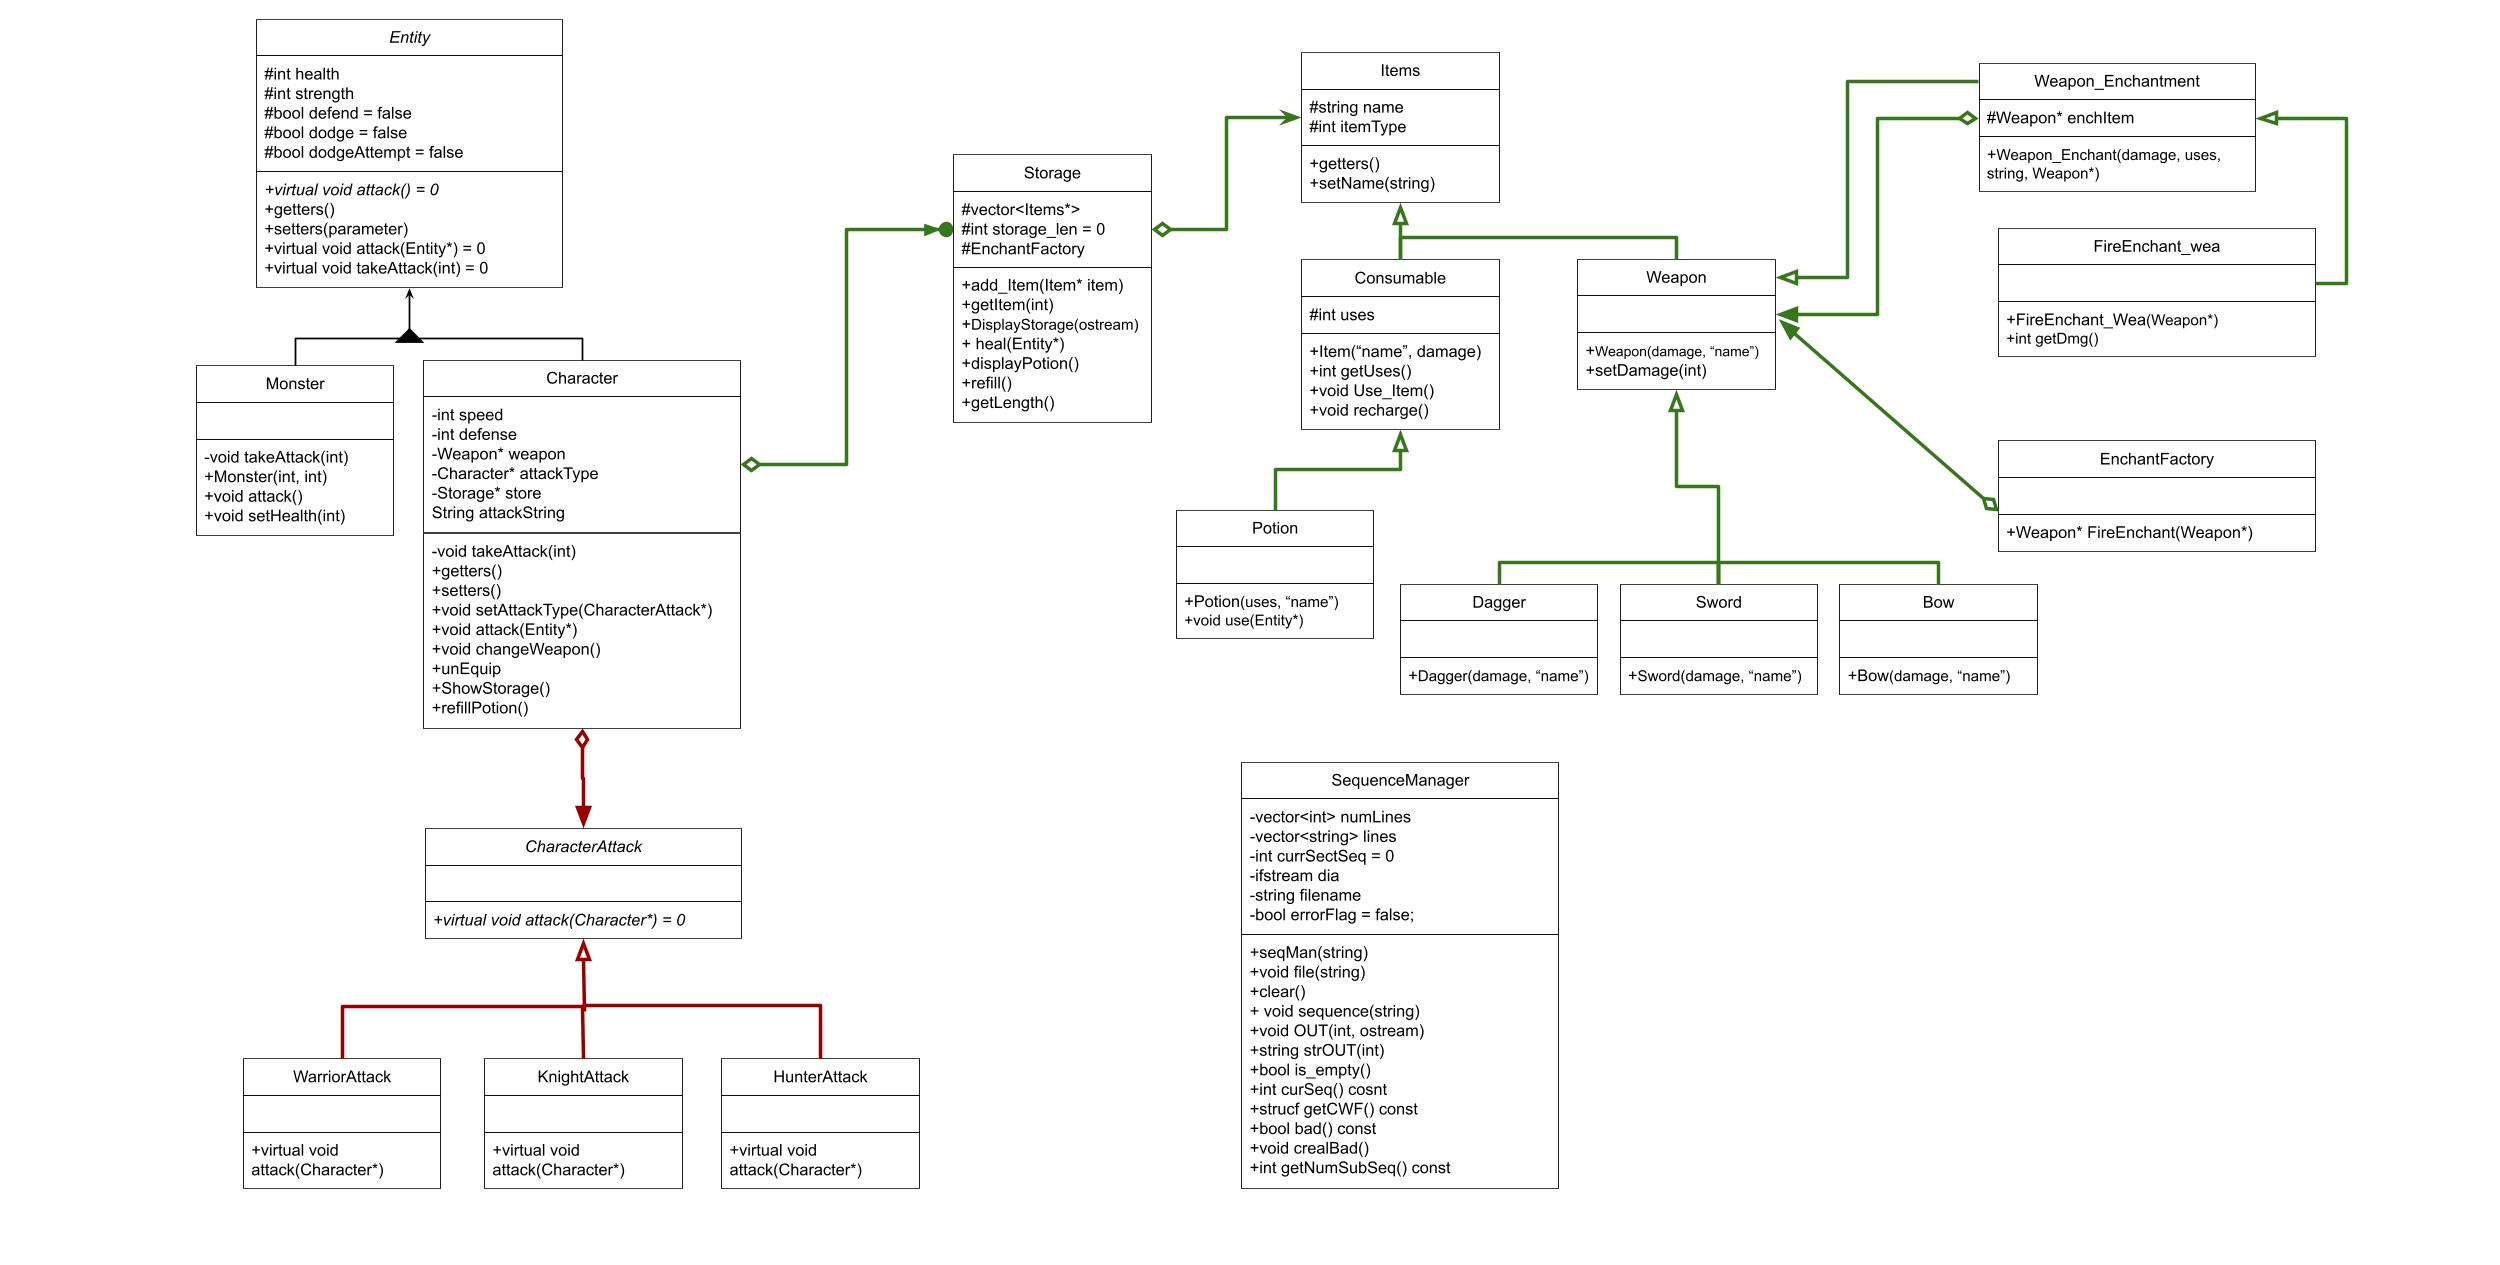 Entity
#int health
#int strength
#bool defend = false
#bool dodge = false
#bool dodgeAttempt = false
+virtual void attack() = 0
+getters()
+setters(parameter)
+virtual void attack(Entity*) = 0
+virtual void takeAttack(int) = 0
Monster
-void takeAttack(int)
+Monster(int, int)
+void attack()
+void setHealth(int)
Character
-int speed
-int defense
-Weapon* weapon
-Character* attackType
-Storage* store
String attackString
-void takeAttack(int)
+getters()
+setters()
+void setAttackType(CharacterAttack*)
+void attack(Entity*)
+void changeWeapon()
+unEquip
+ShowStorage()
+refillPotion()
CharacterAttack
+virtual void attack(Character*) = 0
WarriorAttack
+virtual void
attack(Character*)
KnightAttack
+virtual void
attack(Character*)
HunterAttack
+virtual void
attack(Character*)
Storage
#vector<Items*>
#int storage_len = 0
#EnchantFactory
+add_Item(Item* item)
+getItem(int)
+DisplayStorage(ostream)
+ heal(Entity*)
+displayPotion()
+refill()
+getLength()
Items
#string name
#int itemType
+getters()
+setName(string)
Consumable
#int uses
+Item(“name”, damage)
+int getUses()
+void Use_Item()
+void recharge()
Weapon
+Weapon(damage, “name”)
+setDamage(int)
Weapon_Enchantment
#Weapon* enchItem
+Weapon_Enchant(damage, uses,
string, Weapon*)
FireEnchant_wea
+FireEnchant_Wea(Weapon*)
+int getDmg()
EnchantFactory
+Weapon* FireEnchant(Weapon*)
Potion
+Potion(uses, “name”)
+void use(Entity*)
Dagger
+Dagger(damage, “name”)
Sword
+Sword(damage, “name”)
Bow
+Bow(damage, “name”)
SequenceManager
-vector<int> numLines
-vector<string> lines
-int currSectSeq = 0
-ifstream dia
-string filename
-bool errorFlag = false;
+seqMan(string)
+void file(string)
+clear()
+ void sequence(string)
+void OUT(int, ostream)
+string strOUT(int)
+bool is_empty()
+int curSeq() cosnt
+strucf getCWF() const
+bool bad() const
+void crealBad()
+int getNumSubSeq() const